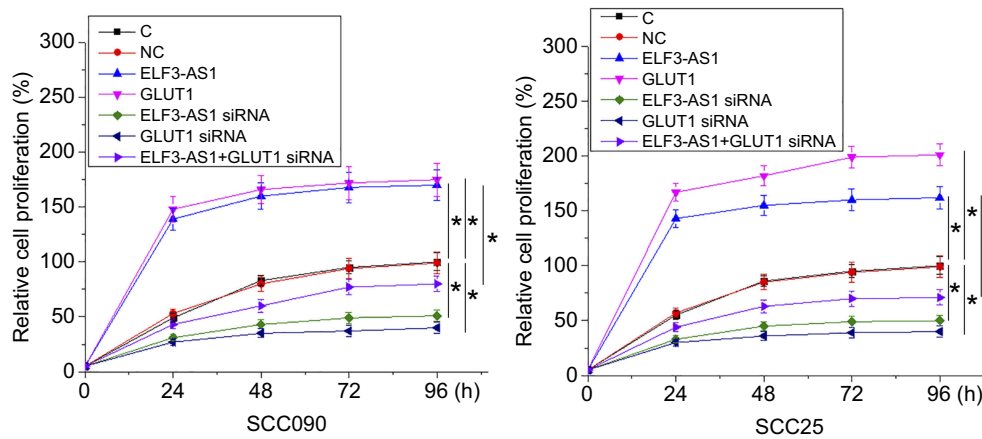 C
NC
ELF3-AS1
GLUT1
ELF3-AS1 siRNA
GLUT1 siRNA
ELF3-AS1+GLUT1 siRNA
Relative cell proliferation (%)
300
250
200
150
100
50
0
* * *
* *
0 24 48 72 96 (h)
SCC090
C
NC
ELF3-AS1
GLUT1
ELF3-AS1 siRNA
GLUT1 siRNA
ELF3-AS1+GLUT1 siRNA
Relative cell proliferation (%)
300
250
200
150
100
50
0
* * *
* *
0 24 48 72 96 (h)
SCC25